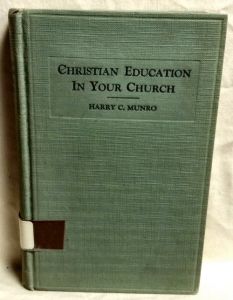 CHRISTIAN EDUCATION
IN YOUR CHURCH
HARRY C. MUNRO